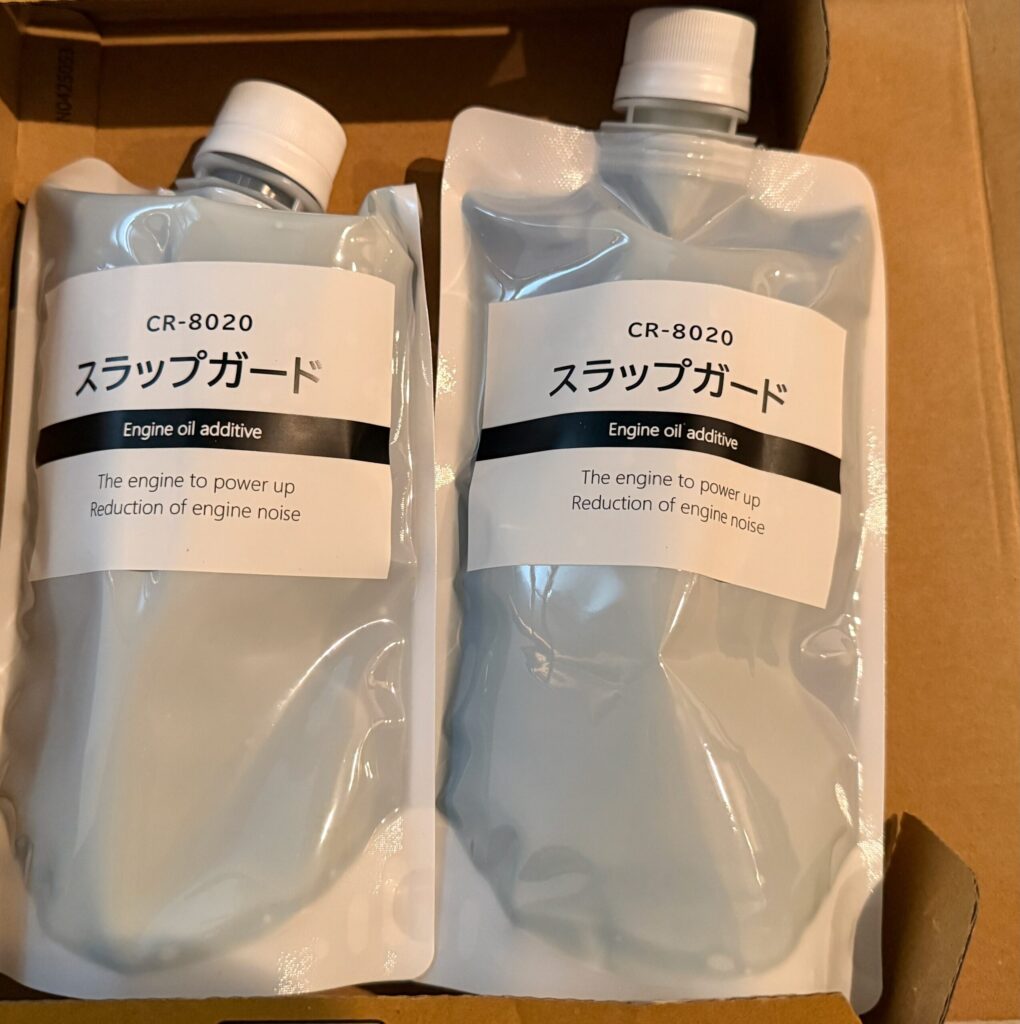 CR-8020
スラップガード
Engine oil additive
The engine to power up
Reduction of engine noise
CR-8020
スラップガード
Engine oil additive
The engine to power up
Reduction of engine noise